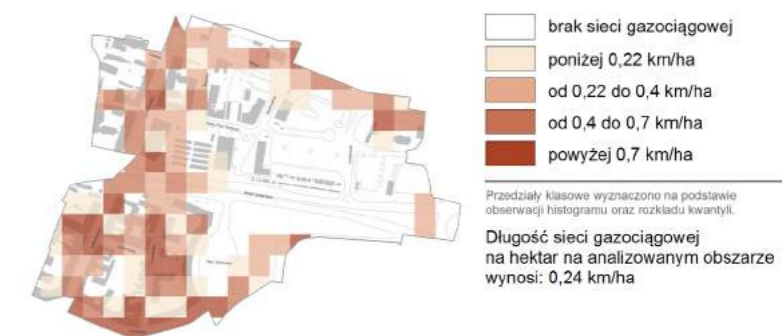 brak sieci gazociągowej
poniżej 0,22 km/ha
od 0,22 do 0,4 km/ha
od 0,4 do 0,7 km/ha
powyżej 0,7 km/ha
Przedziały klasowe wyznaczono na podstawie
obserwacji histogramu oraz rozkładu kwantyli.
Długość sieci gazociągowej
na hektar na analizowanym obszarze
wynosi: 0,24 km/ha